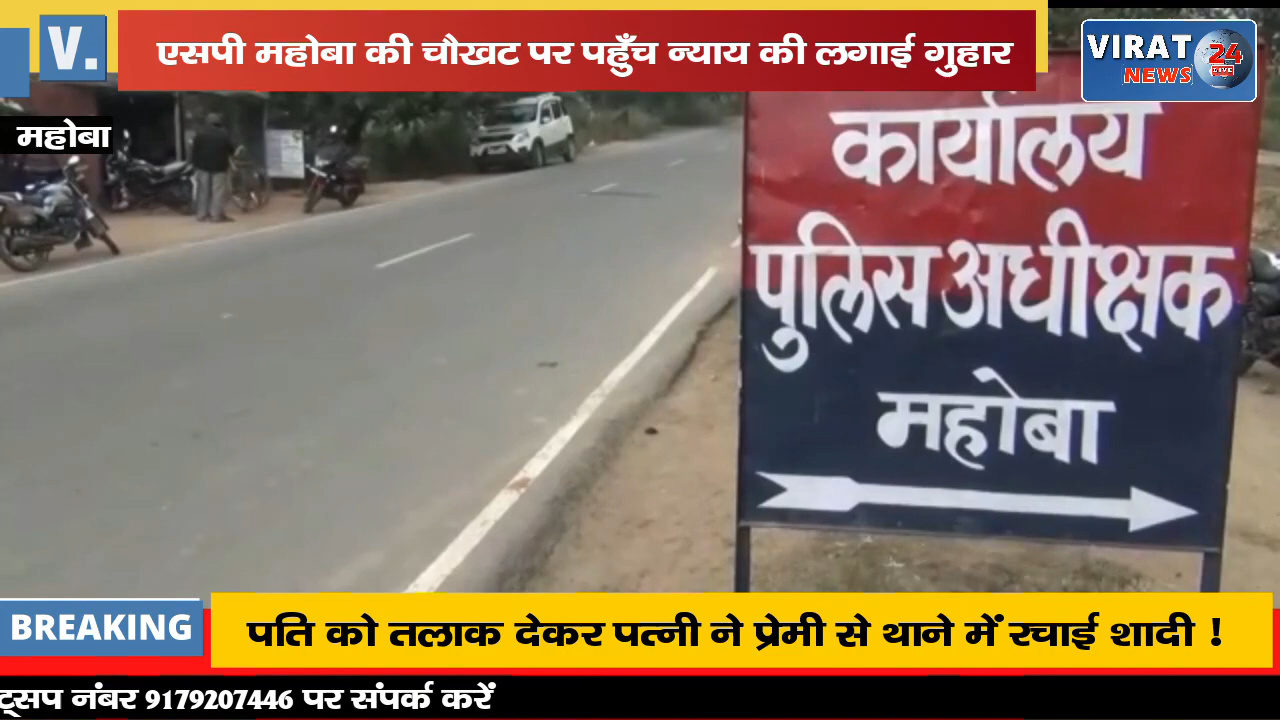 V.
एसपी महोबा की चौखट पर पहुँच न्याय की लगाई गुहार
VIRAT
NEWS
24
LIVE
महोबा
कार्यालय
पुलिस अधीक्षक
महोबा
BREAKING
पति को तलाक देकर पत्नी ने प्रेमी से थाने में रचाई शादी !
ट्सप नंबर 9179207446 पर संपर्क करें